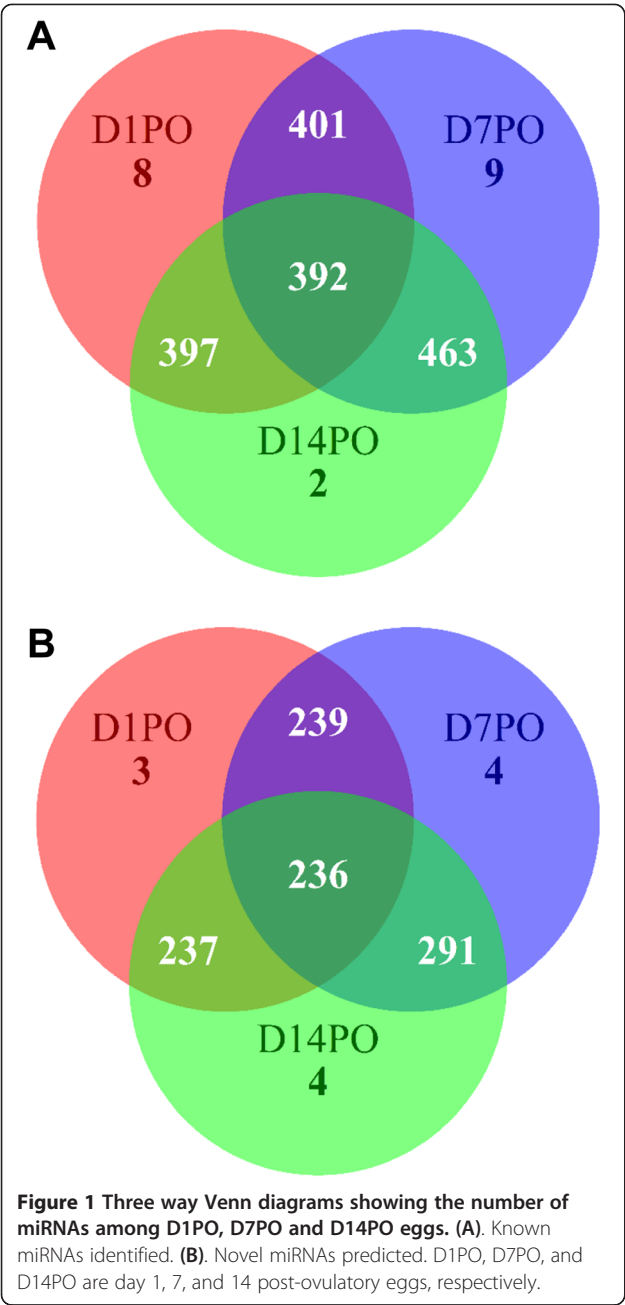 A
D1PO
8
401
D7PO
9
392
397
463
D14PO
2
B
D1PO
3
239
D7PO
4
236
237
291
D14PO
4
Figure 1 Three way Venn diagrams showing the number of
miRNAs among D1PO, D7PO and D14PO eggs. (A). Known
miRNAs identified. (B). Novel miRNAs predicted. D1PO, D7PO, and
D14PO are day 1, 7, and 14 post-ovulatory eggs, respectively.